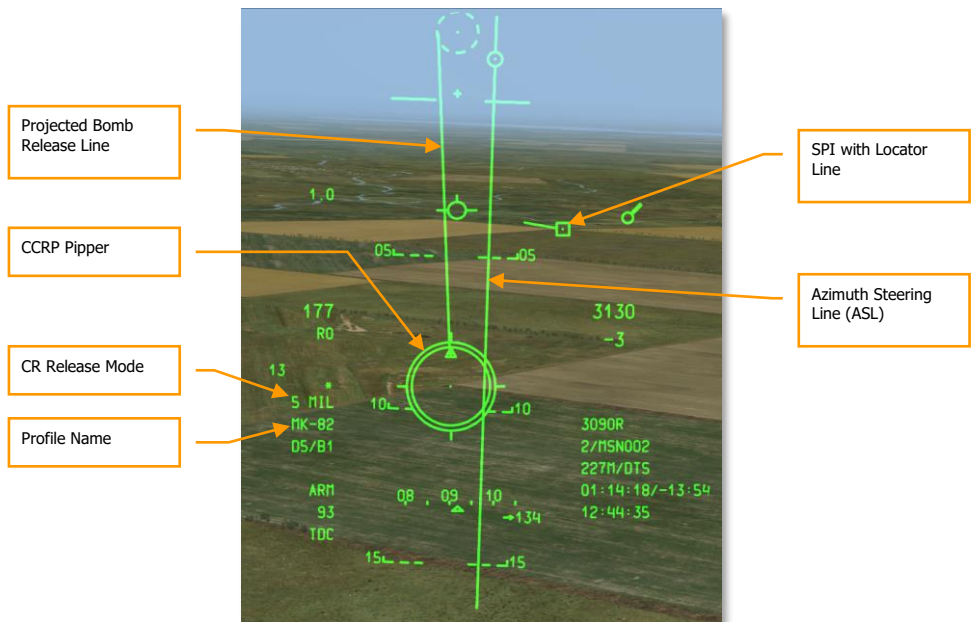 Projected Bomb
Release Line
CCRP Pipper
CR Release Mode
Profile Name
1.0
05 05
177 3130
RO -3
13
*
5 MIL
10 10
MK-82 3090R
D5/B1 2/MSN002
227M/DTS
ARM 08 09 10 01:14:18/-13:54
93 →134 12:44:35
TDC
15 15
SPI with Locator
Line
Azimuth Steering
Line (ASL)